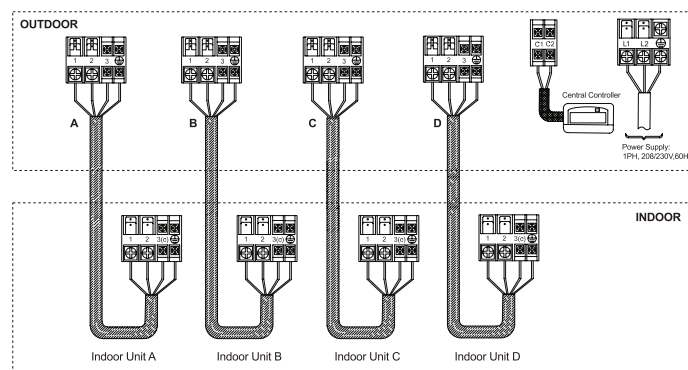 OUTDOOR
1 2 3
1 2 3
1 2 3
1 2 3
C1 C2
L1 L2
A
B
C
D
Central Controller
Power Supply:
1PH, 208/230V,60H
INDOOR
1 2 3(c)
1 2 3(c)
1 2 3(c)
1 2 3(c)
Indoor Unit A
Indoor Unit B
Indoor Unit C
Indoor Unit D